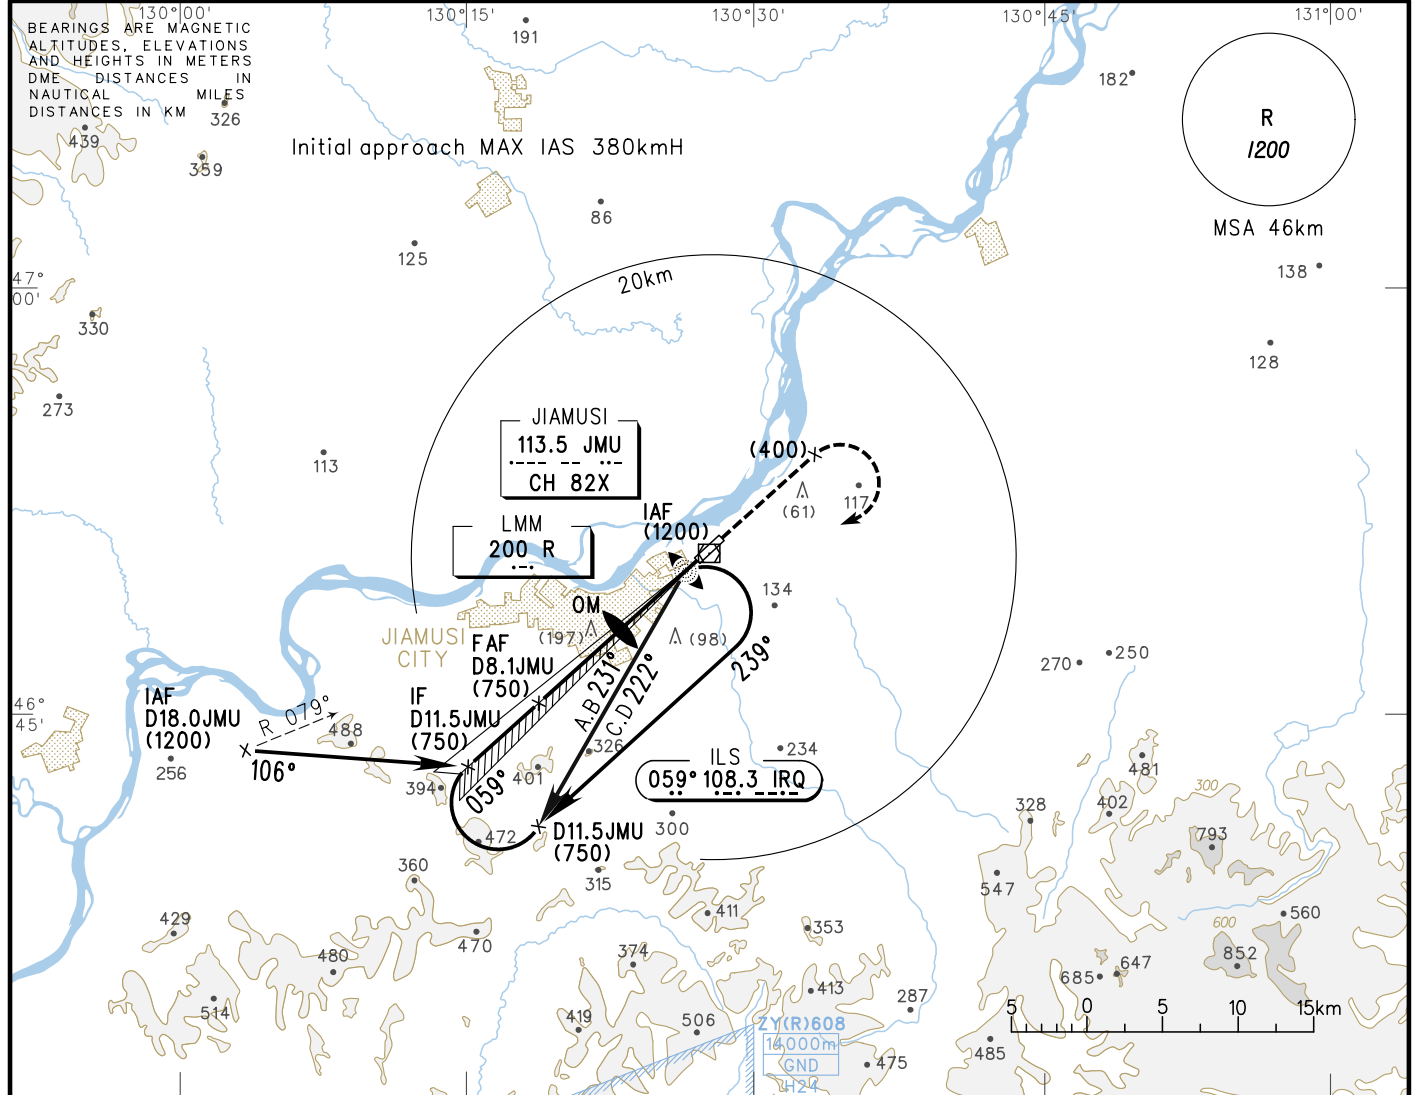 130°00'
130°15'
130°30'
130°45'
131°00'
BEARINGS ARE MAGNETIC
ALTITUDES, ELEVATIONS
AND HEIGHTS IN METERS
DME DISTANCES IN
NAUTICAL MILES
DISTANCES IN KM
191
182
326
439
359
Initial approach MAX IAS 380kmH
R
1200
MSA 46km
86
125
138
47°
00'
20km
330
128
273
113
JIAMUSI
113.5 JMU
CH 82X
(400)
117
(61)
LMM
200 R
IAF
(1200)
134
OM
(197)
(98)
JIAMUSI
CITY
FAF
D8.1JMU
(750)
239°
270
250
A.B 231°
C.D 222°
46°
45'
IAF
D18.0JMU
(1200)
R 079°
IF
D11.5JMU
(750)
488
256
106°
326
234
401
394
059°
ILS
059° 108.3 IRQ
481
300
328
402
300
793
472
D11.5JMU
(750)
360
315
547
429
411
353
560
470
600
480
374
852
647
685
413
514
287
419
506
5 0 5 10 15km
ZY(R)608
14000m
GND
H24
475
485